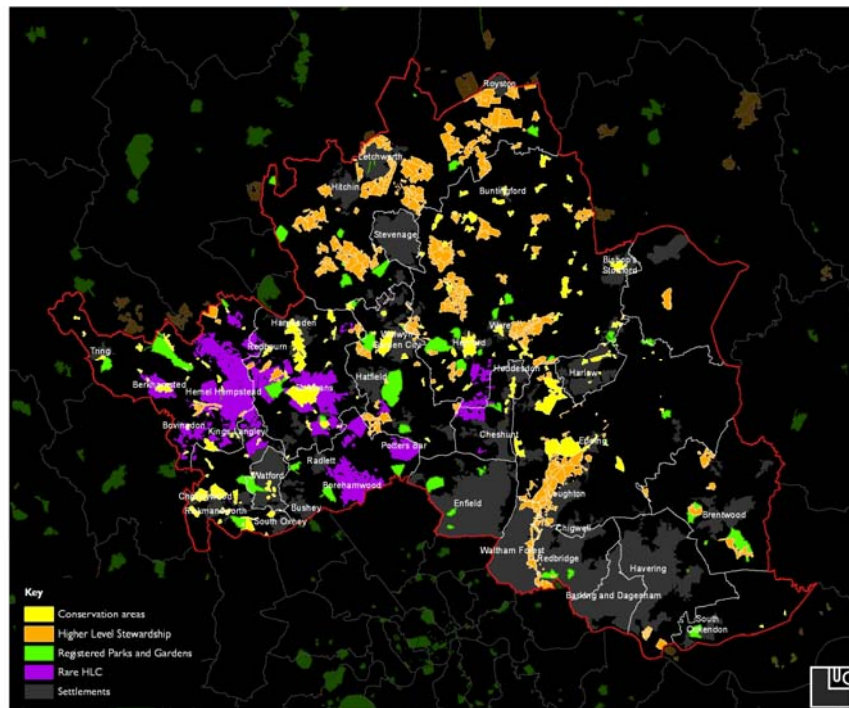 Royston
Letchworth
Hitchin
Buntingford
Stevenage
Bishop's
Stortford
Harpenden
Welwyn
Garden City
Ware
Hertford
Redbourn
Tring
Hoddesdon
Harlow
Berkhamsted
Hemel Hempstead
Hatfield
St Albans
Bovingdon
Kings Langley
Cheshunt
Epping
Potters Bar
Radlett
Watford
Borehamwood
Chorleywood
Enfield
Loughton
Rickmansworth
Bushey
Brentwood
South Oxhey
Chigwell
Waltham Forest
Redbridge
Havering
Barking and Dagenham
South
Ockendon
Key
Conservation areas
Higher Level Stewardship
Registered Parks and Gardens
Rare HLC
Settlements